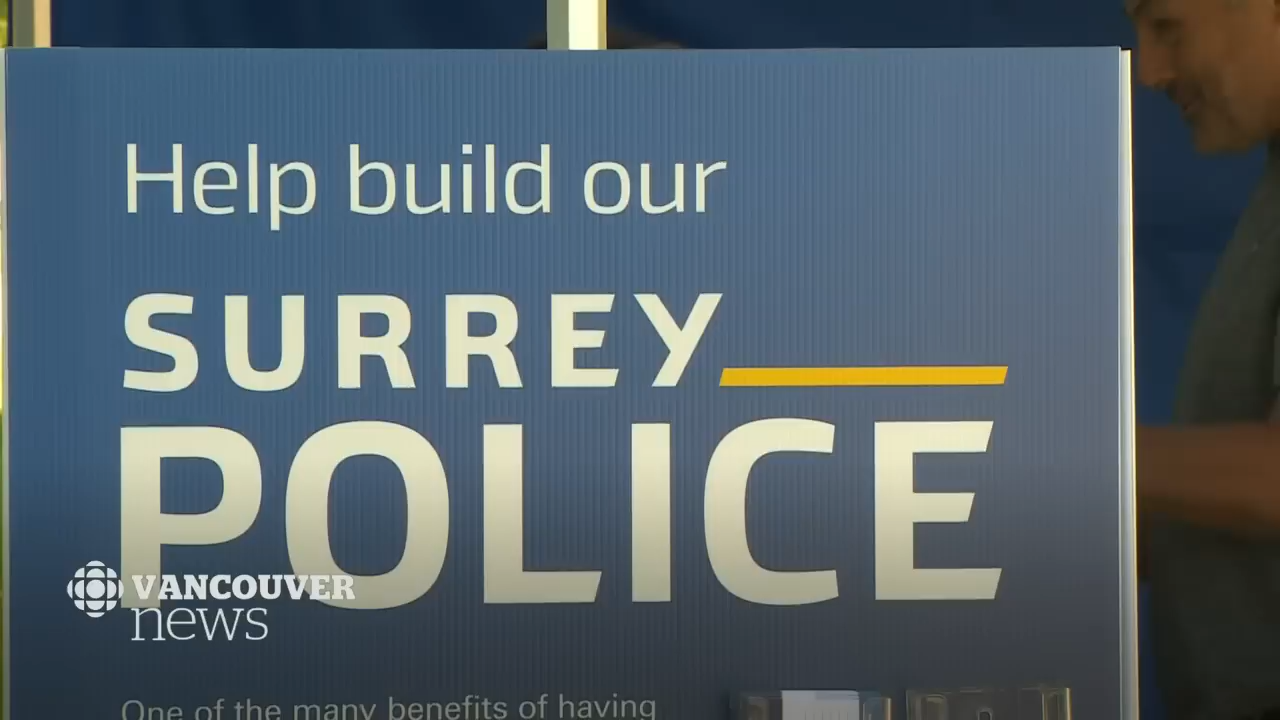 Help build our
SURREY
POLICE
VANCOUVER
news
One of the many benefits of having